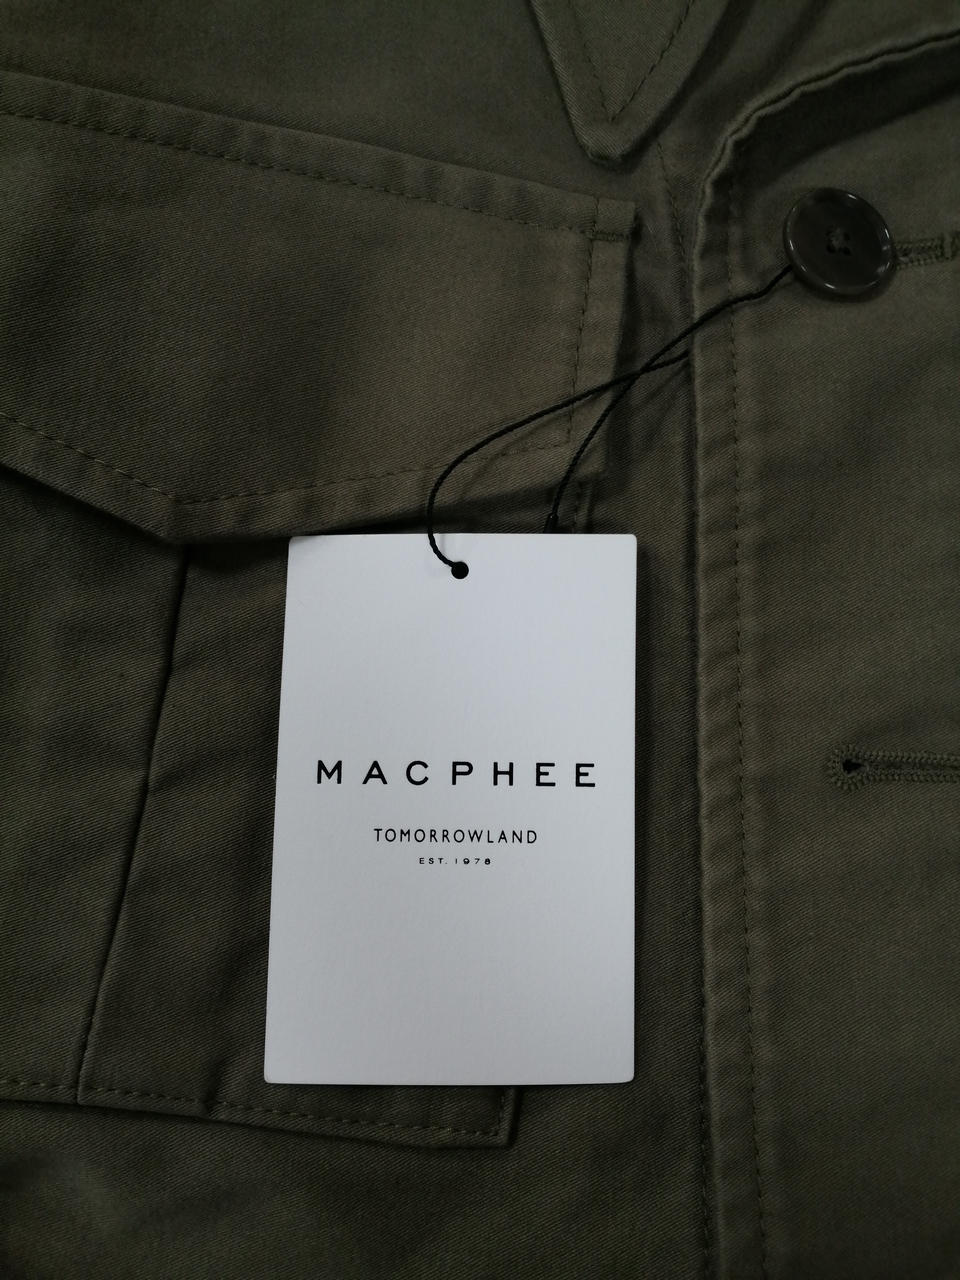 MACPHEE
TOMORROWLAND
EST. 1978